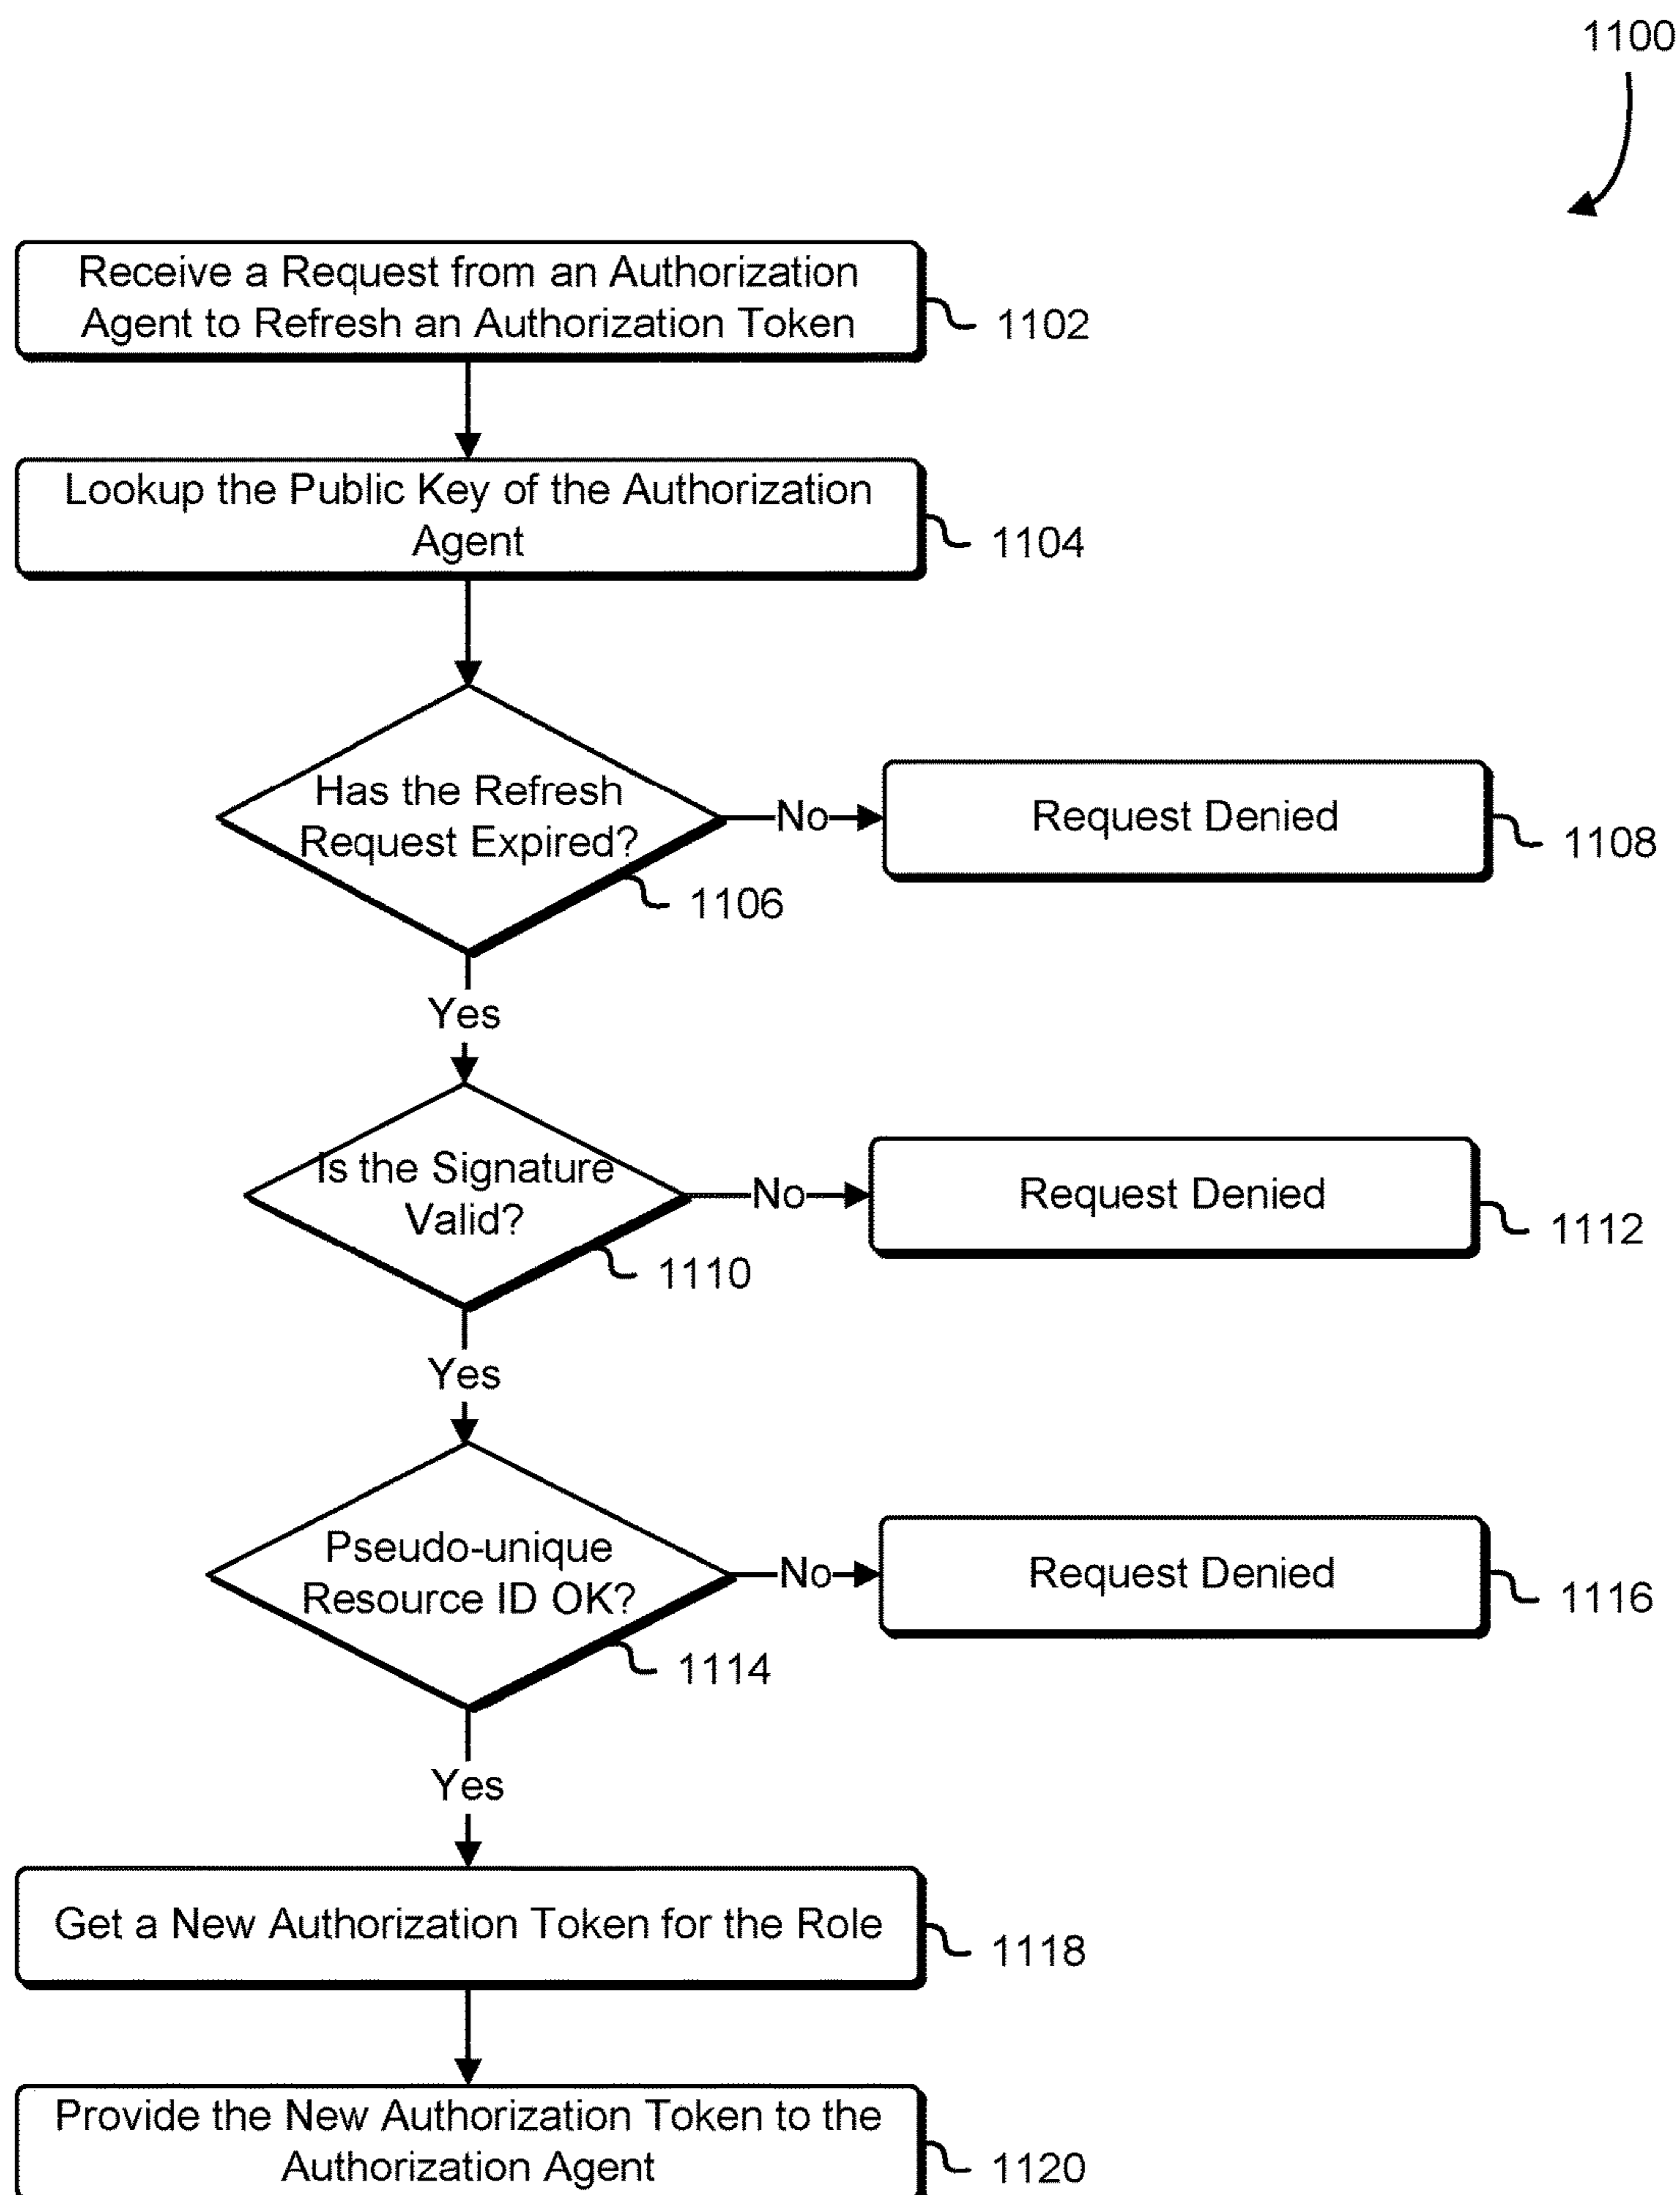 1100
Receive a Request from an Authorization
Agent to Refresh an Authorization Token
1102
Lookup the Public Key of the Authorization
Agent
1104
Has the Refresh
Request Expired?
1106
No
Request Denied
1108
Yes
Is the Signature
Valid?
1110
No
Request Denied
1112
Yes
Pseudo-unique
Resource ID OK?
1114
No
Request Denied
1116
Yes
Get a New Authorization Token for the Role
1118
Provide the New Authorization Token to the
Authorization Agent
1120